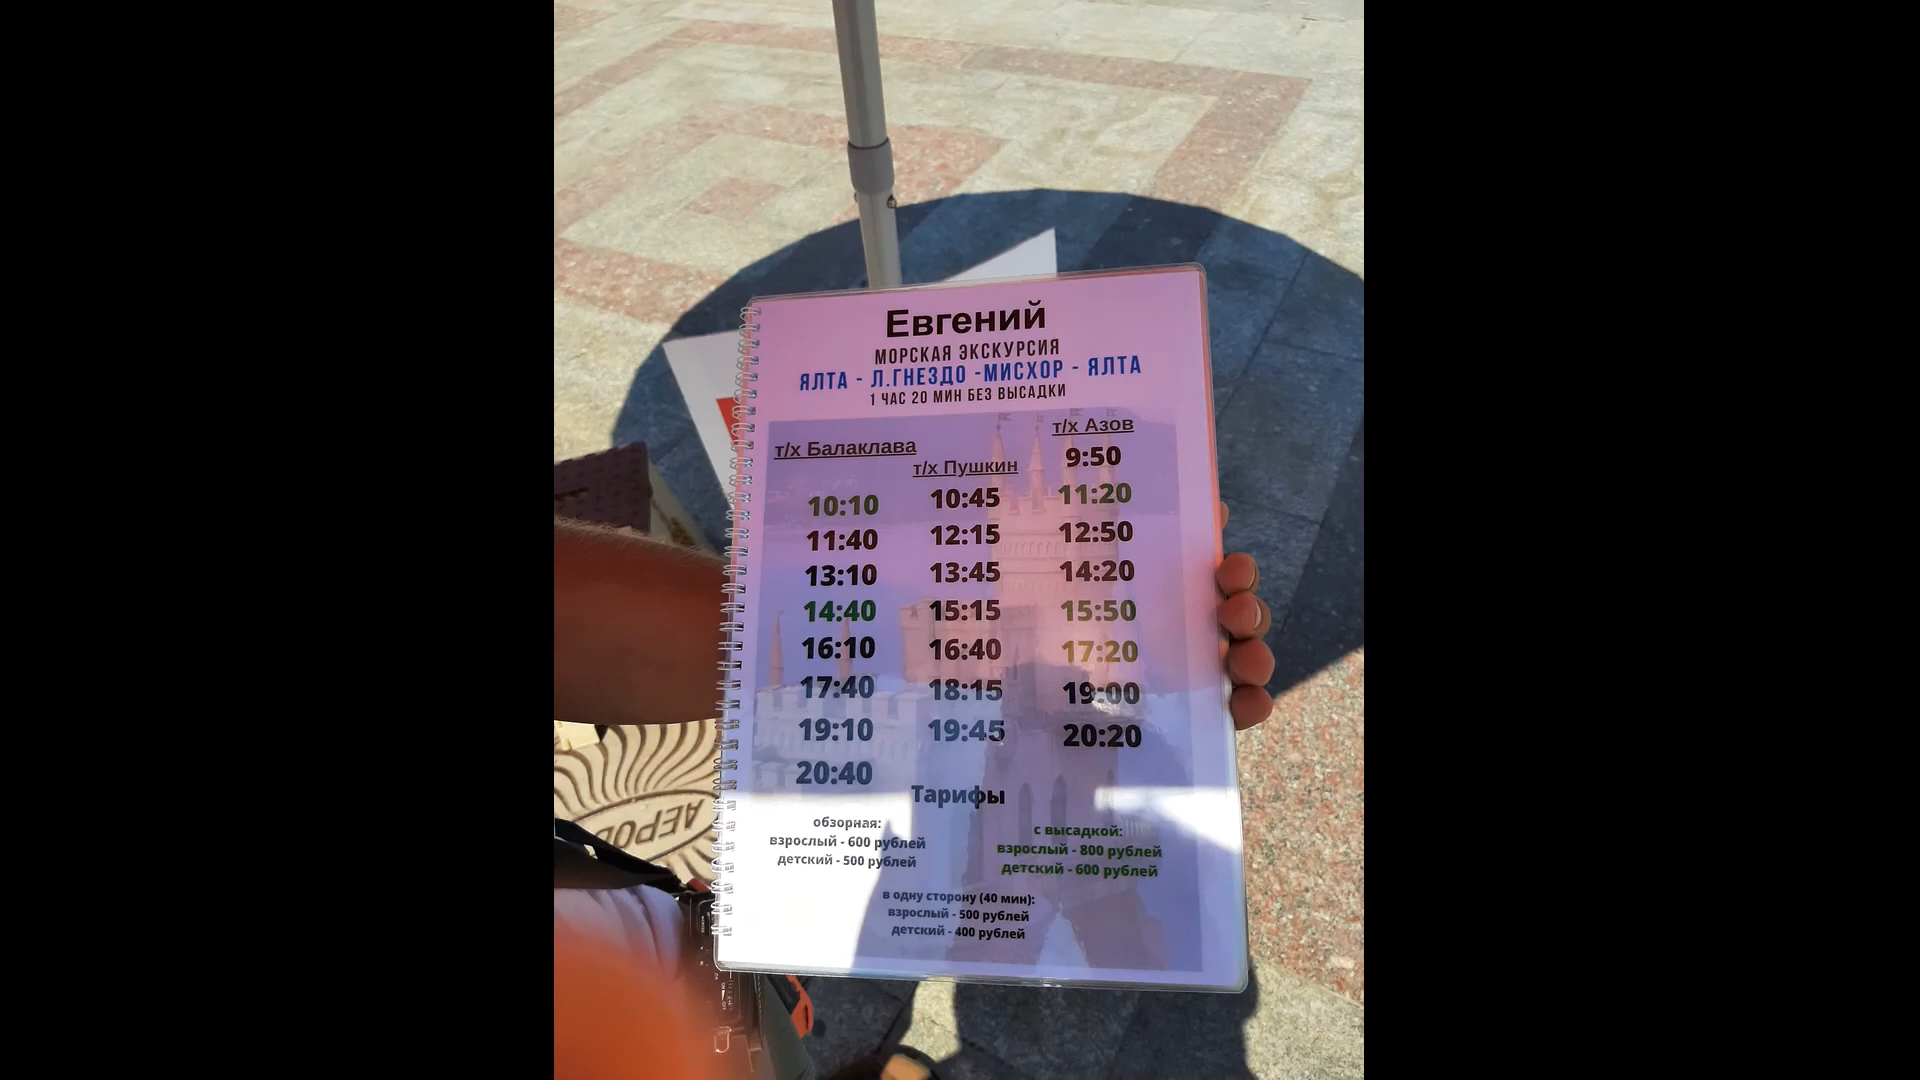 Евгений
МОРСКАЯ ЭКСКУРСИЯ
ЯЛТА - Л.ГНЕЗДО -МИСХОР - ЯЛТА
1 ЧАС 20 МИН БЕЗ ВЫСАДКИ
т/х Балаклава
т/х Пушкин
т/х Азов
9:50
10:10 10:45 11:20
11:40 12:15 12:50
13:10 13:45 14:20
14:40 15:15 15:50
16:10 16:40 17:20
17:40 18:15 19:00
19:10 19:45 20:20
20:40
Тарифы
обзорная:
взрослый - 600 рублей
детский - 500 рублей
с высадкой:
взрослый - 800 рублей
детский - 600 рублей
в одну сторону (40 мин):
взрослый - 500 рублей
детский - 400 рублей